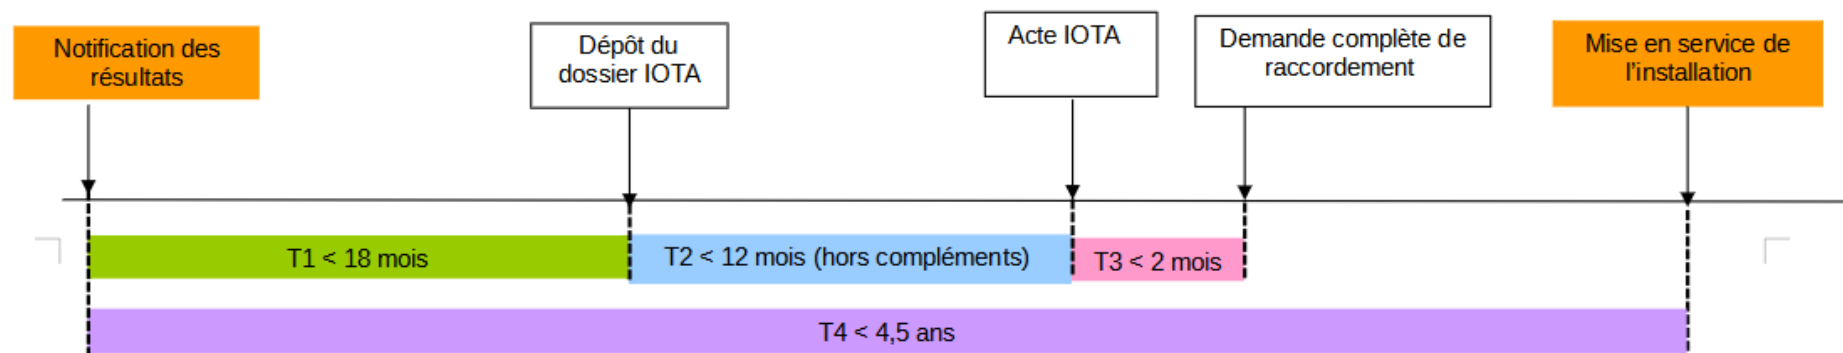 Notification des
résultats
Dépôt du
dossier IOTA
Acte IOTA
Demande complète de
raccordement
Mise en service de
l’installation
T1 < 18 mois
T2 < 12 mois (hors compléments)
T3 < 2 mois
T4 < 4,5 ans